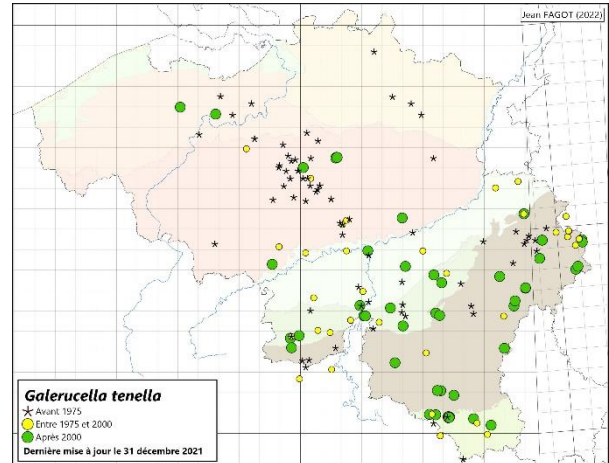 Jean FAGOT (2022)
Galerucella tenella
Avant 1975
Entre 1975 et 2000
Après 2000
Dernière mise à jour le 31 décembre 2021